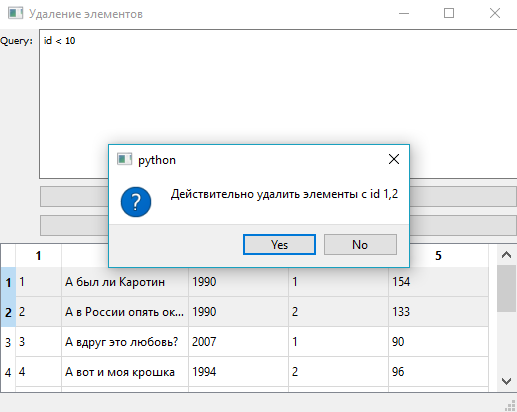 Удаление элементов
Query: id < 10
python
Действительно удалить элементы с id 1,2
Yes No
1 5
1 1 А был ли Каротин 1990 1 154
2 2 А в России опять ок... 1990 2 133
3 3 А вдруг это любовь? 2007 1 90
4 4 А вот и моя крошка 1994 2 96